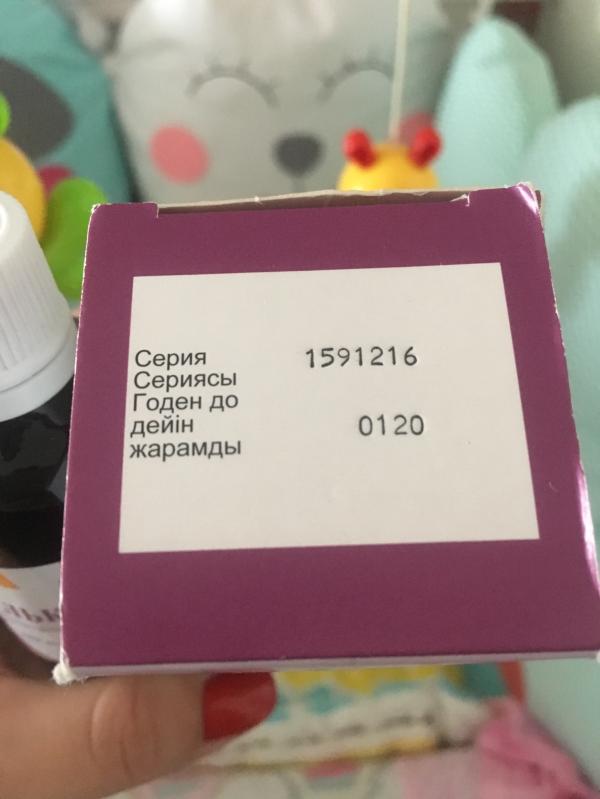 Серия 1591216
Сериясы
Годен до
дейін 0120
жарамды